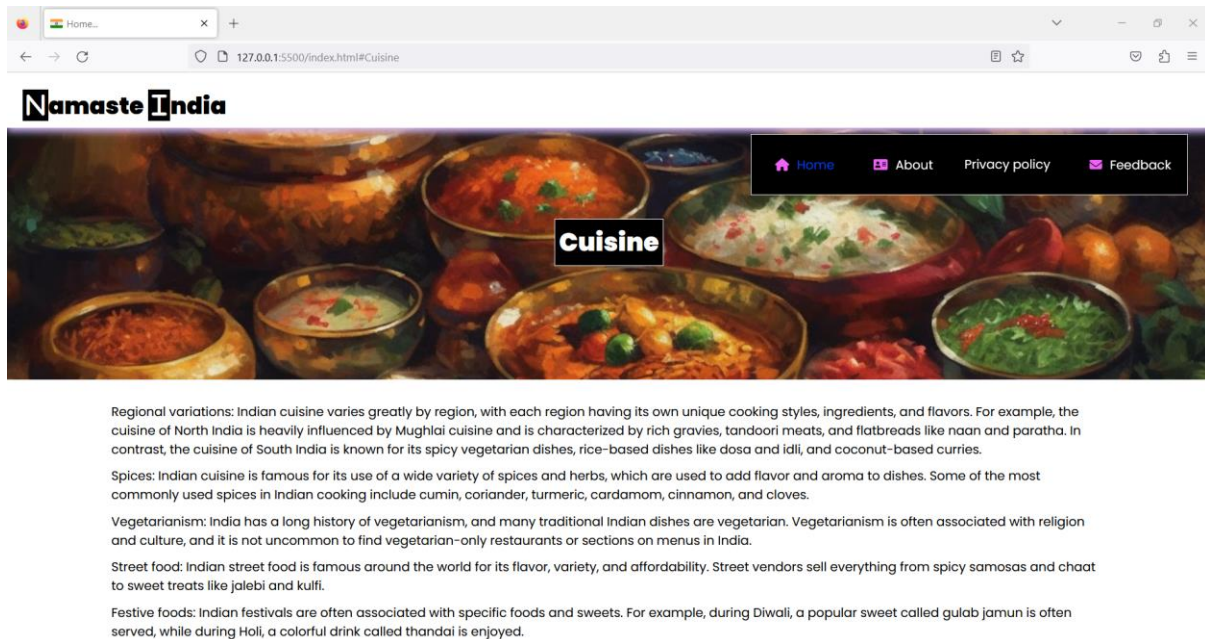 Home...
127.0.0.1:5500/index.html#Cuisine
Namaste India
Home About Privacy policy Feedback
Cuisine
Regional variations: Indian cuisine varies greatly by region, with each region having its own unique cooking styles, ingredients, and flavors. For example, the
cuisine of North India is heavily influenced by Mughlai cuisine and is characterized by rich gravies, tandoori meats, and flatbreads like naan and paratha. In
contrast, the cuisine of South India is known for its spicy vegetarian dishes, rice-based dishes like dosa and idli, and coconut-based curries.
Spices: Indian cuisine is famous for its use of a wide variety of spices and herbs, which are used to add flavor and aroma to dishes. Some of the most
commonly used spices in Indian cooking include cumin, coriander, turmeric, cardamom, cinnamon, and cloves.
Vegetarianism: India has a long history of vegetarianism, and many traditional Indian dishes are vegetarian. Vegetarianism is often associated with religion
and culture, and it is not uncommon to find vegetarian-only restaurants or sections on menus in India.
Street food: Indian street food is famous around the world for its flavor, variety, and affordability. Street vendors sell everything from spicy samosas and chaat
to sweet treats like jalebi and kulfi.
Festive foods: Indian festivals are often associated with specific foods and sweets. For example, during Diwali, a popular sweet called gulab jamun is often
served, while during Holi, a colorful drink called thandai is enjoyed.